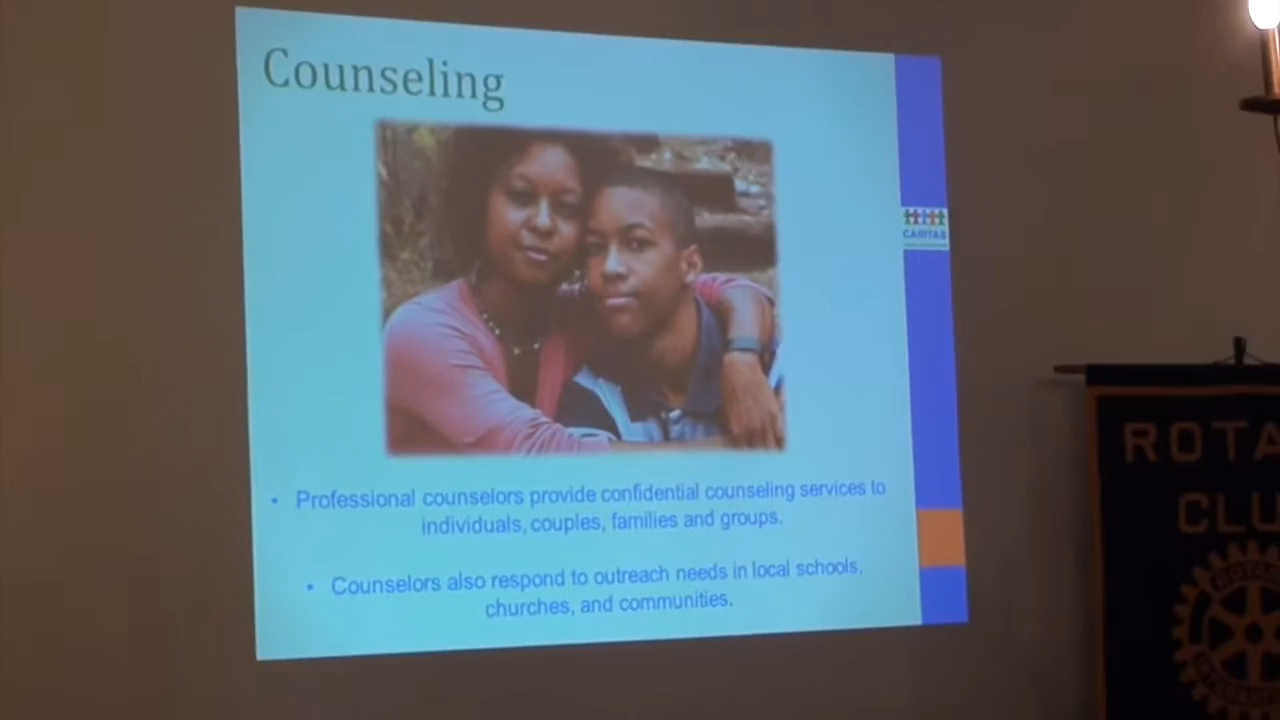 Counseling
CARITAS
• Professional counselors provide confidential counseling services to
individuals, couples, families and groups.
• Counselors also respond to outreach needs in local schools,
churches, and communities.
ROTA
CLU